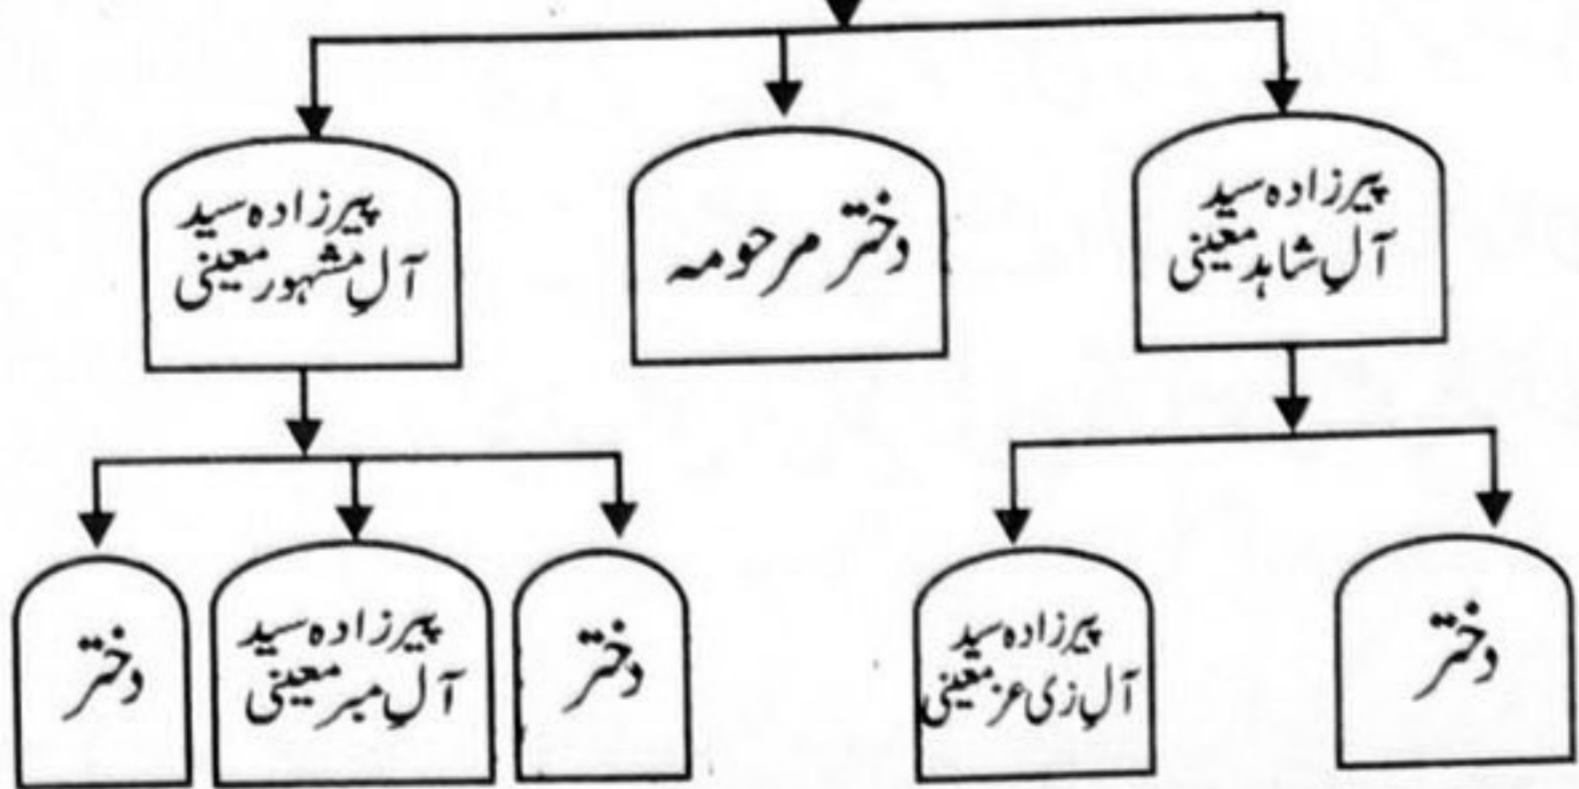 پیرزادہ سید
آلِ شاہد معینی
دختر مرحومہ
پیرزادہ سید
آلِ مشہور معینی
دختر
پیرزادہ سید
آلِ زی عز معینی
دختر
پیرزادہ سید
آلِ مبر معینی
دختر